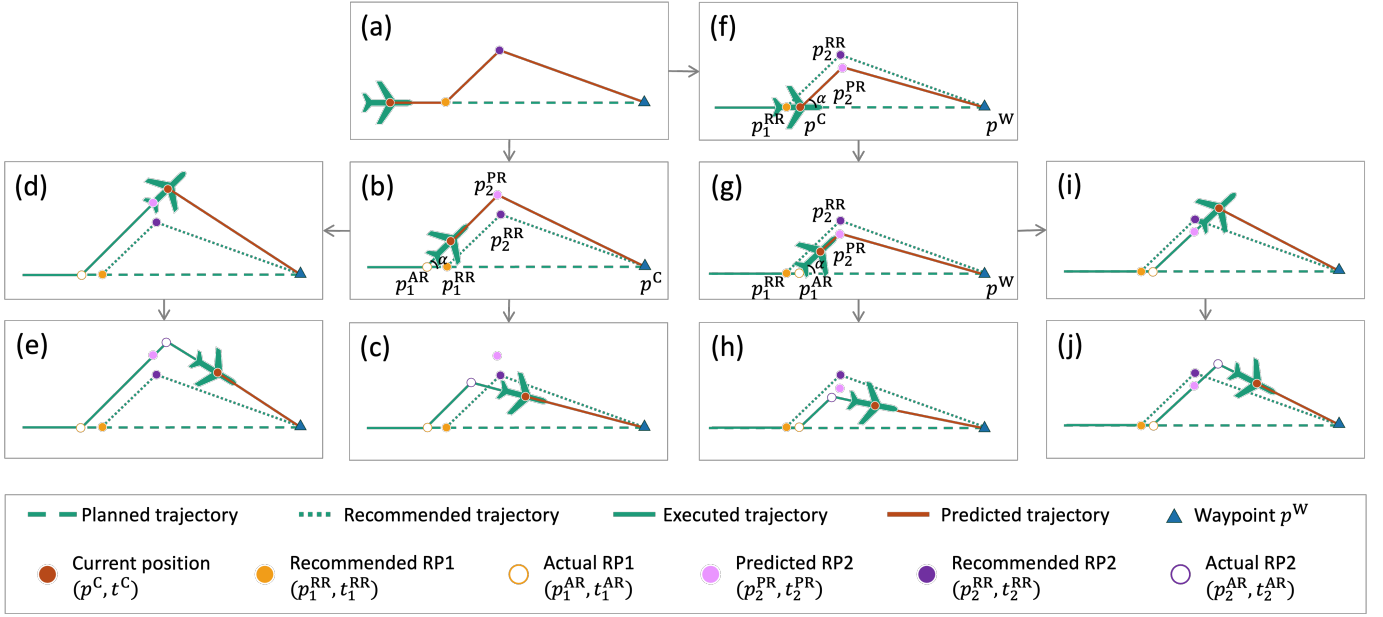 (a)
(f)
p₂ᴿᴿ
p₂ᴾᴿ
α
p₁ᴿᴿ
pᶜ
pᵂ
(d)
(b)
p₂ᴾᴿ
p₂ᴿᴿ
α
p₁ᴬᴿ
p₁ᴿᴿ
pᶜ
(g)
p₂ᴿᴿ
p₂ᴾᴿ
α
p₁ᴿᴿ
p₁ᴬᴿ
pᵂ
(i)
(e)
(c)
(h)
(j)
Planned trajectory
Recommended trajectory
Executed trajectory
Predicted trajectory
Waypoint pᵂ
Current position
(pᶜ, tᶜ)
Recommended RP1
(p₁ᴿᴿ, t₁ᴿᴿ)
Actual RP1
(p₁ᴬᴿ, t₁ᴬᴿ)
Predicted RP2
(p₂ᴾᴿ, t₂ᴾᴿ)
Recommended RP2
(p₂ᴿᴿ, t₂ᴿᴿ)
Actual RP2
(p₂ᴬᴿ, t₂ᴬᴿ)